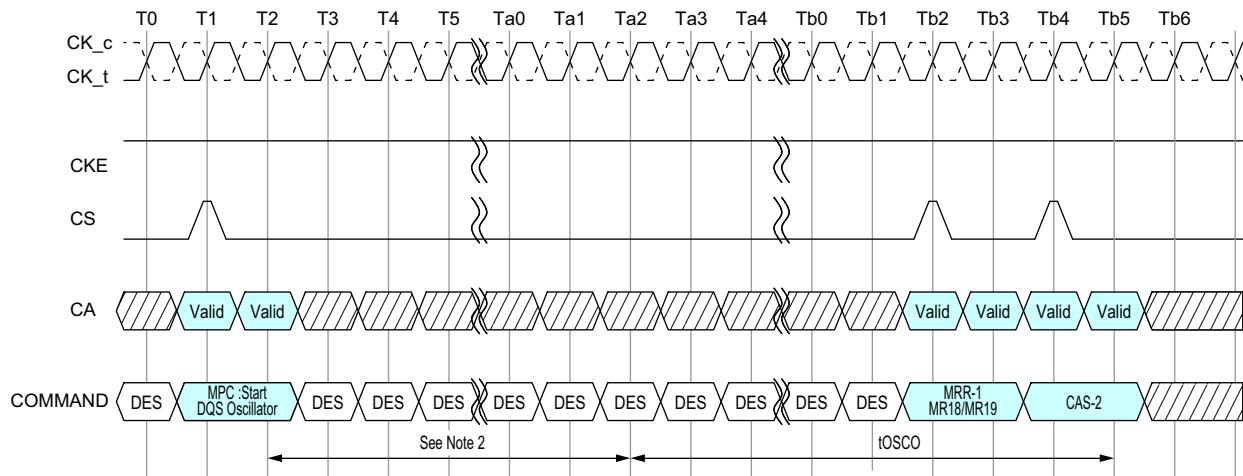 T0 T1 T2 T3 T4 T5 Ta0 Ta1 Ta2 Ta3 Ta4 Tb0 Tb1 Tb2 Tb3 Tb4 Tb5 Tb6
CK_c
CK_t
CKE
CS
CA Valid Valid Valid Valid Valid Valid
COMMAND DES MPC :Start DQS Oscillator DES DES DES DES DES DES DES DES DES DES MRR-1 MR18/MR19 CAS-2
See Note 2 tOSCO